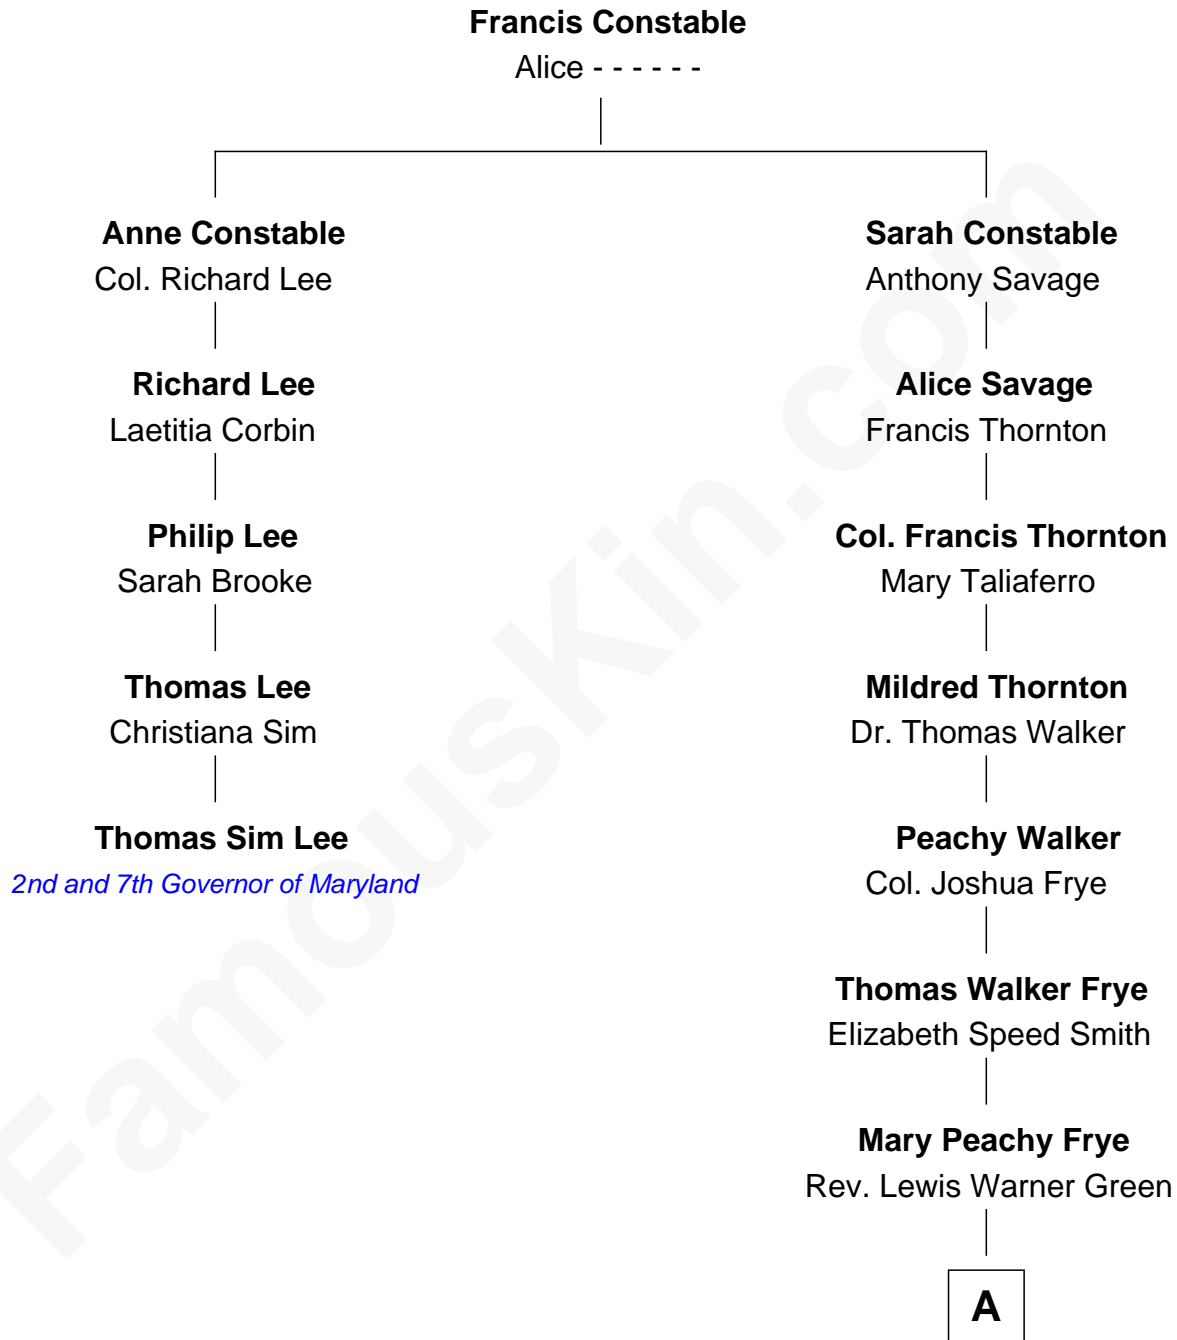 Francis Constable
Alice - - - - - -
Anne Constable
Col. Richard Lee
Sarah Constable
Anthony Savage
Richard Lee
Laetitia Corbin
Alice Savage
Francis Thornton
Philip Lee
Sarah Brooke
Col. Francis Thornton
Mary Taliaferro
Thomas Lee
Christiana Sim
Mildred Thornton
Dr. Thomas Walker
Thomas Sim Lee
2nd and 7th Governor of Maryland
Peachy Walker
Col. Joshua Frye
Thomas Walker Frye
Elizabeth Speed Smith
Mary Peachy Frye
Rev. Lewis Warner Green
A
FamousKin.com